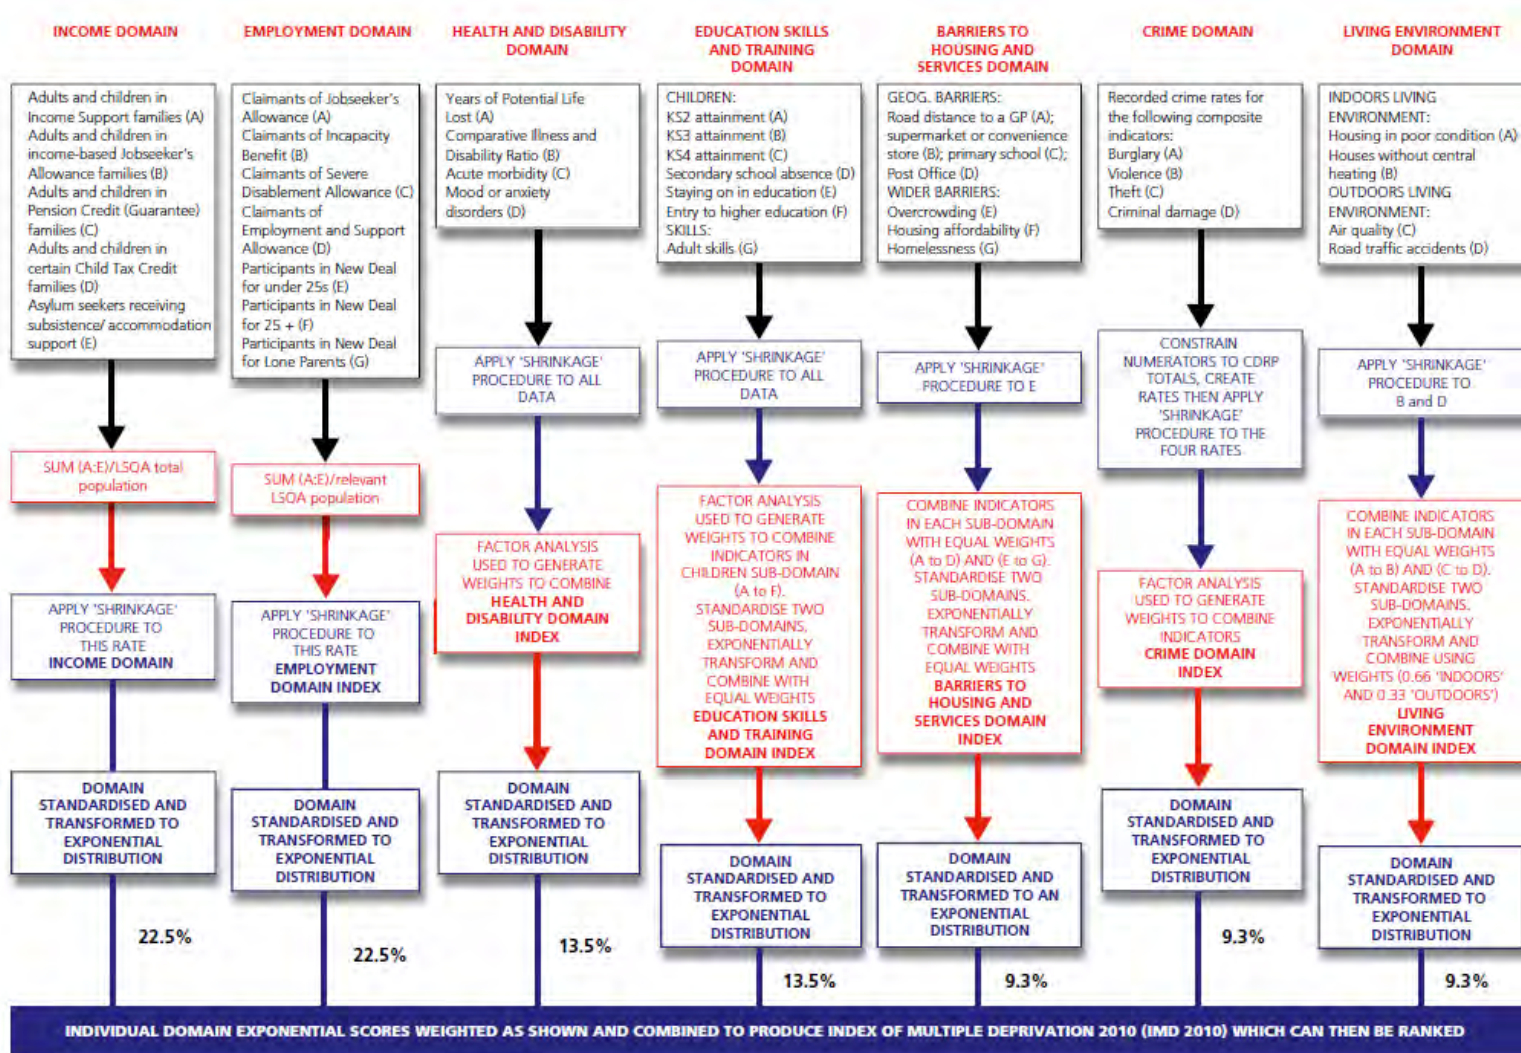 INCOME DOMAIN
Adults and children in
Income Support families (A)
Adults and children in
income-based Jobseeker's
Allowance families (B)
Adults and children in
Pension Credit (Guarantee)
families (C)
Adults and children in
certain Child Tax Credit
families (D)
Asylum seekers receiving
subsistence/ accommodation
support (E)
SUM (A:E)/LSOA total
population
APPLY 'SHRINKAGE'
PROCEDURE TO
THIS RATE
INCOME DOMAIN
DOMAIN
STANDARDISED AND
TRANSFORMED TO
EXPONENTIAL
DISTRIBUTION
22.5%
EMPLOYMENT DOMAIN
Claimants of Jobseeker's
Allowance (A)
Claimants of Incapacity
Benefit (B)
Claimants of Severe
Disablement Allowance (C)
Claimants of
Employment and Support
Allowance (D)
Participants in New Deal
for under 25s (E)
Participants in New Deal
for 25 + (F)
Participants in New Deal
for Lone Parents (G)
SUM (A:E)/relevant
LSOA population
APPLY 'SHRINKAGE'
PROCEDURE TO
THIS RATE
EMPLOYMENT
DOMAIN INDEX
DOMAIN
STANDARDISED AND
TRANSFORMED TO
EXPONENTIAL
DISTRIBUTION
22.5%
HEALTH AND DISABILITY
DOMAIN
Years of Potential Life
Lost (A)
Comparative Illness and
Disability Ratio (B)
Acute morbidity (C)
Mood or anxiety
disorders (D)
APPLY 'SHRINKAGE'
PROCEDURE TO ALL
DATA
FACTOR ANALYSIS
USED TO GENERATE
WEIGHTS TO COMBINE
HEALTH AND
DISABILITY DOMAIN
INDEX
DOMAIN
STANDARDISED AND
TRANSFORMED TO
EXPONENTIAL
DISTRIBUTION
13.5%
EDUCATION SKILLS
AND TRAINING
DOMAIN
CHILDREN:
KS2 attainment (A)
KS3 attainment (B)
KS4 attainment (C)
Secondary school absence (D)
Staying on in education (E)
Entry to higher education (F)
SKILLS:
Adult skills (G)
APPLY 'SHRINKAGE'
PROCEDURE TO ALL
DATA
FACTOR ANALYSIS
USED TO GENERATE
WEIGHTS TO COMBINE
INDICATORS IN
CHILDREN SUB-DOMAIN
(A to F).
STANDARDISE TWO
SUB-DOMAINS,
EXPONENTIALLY
TRANSFORM AND
COMBINE WITH
EQUAL WEIGHTS
EDUCATION SKILLS
AND TRAINING
DOMAIN INDEX
DOMAIN
STANDARDISED AND
TRANSFORMED TO
EXPONENTIAL
DISTRIBUTION
13.5%
BARRIERS TO
HOUSING AND
SERVICES DOMAIN
GEOG. BARRIERS:
Road distance to a GP (A);
supermarket or convenience
store (B); primary school (C);
Post Office (D)
WIDER BARRIERS:
Overcrowding (E)
Housing affordability (F)
Homelessness (G)
APPLY 'SHRINKAGE'
PROCEDURE TO E
COMBINE INDICATORS
IN EACH SUB-DOMAIN
WITH EQUAL WEIGHTS
(A to D) AND (E to G).
STANDARDISE TWO
SUB-DOMAINS,
EXPONENTIALLY
TRANSFORM AND
COMBINE WITH
EQUAL WEIGHTS
BARRIERS TO
HOUSING AND
SERVICES DOMAIN
INDEX
DOMAIN
STANDARDISED AND
TRANSFORMED TO AN
EXPONENTIAL
DISTRIBUTION
9.3%
CRIME DOMAIN
Recorded crime rates for
the following composite
indicators:
Burglary (A)
Violence (B)
Theft (C)
Criminal damage (D)
CONSTRAIN
NUMERATORS TO CDRP
TOTALS, CREATE
RATES THEN APPLY
'SHRINKAGE'
PROCEDURE TO THE
FOUR RATES
FACTOR ANALYSIS
USED TO GENERATE
WEIGHTS TO COMBINE
INDICATORS
CRIME DOMAIN
INDEX
DOMAIN
STANDARDISED AND
TRANSFORMED TO
EXPONENTIAL
DISTRIBUTION
9.3%
LIVING ENVIRONMENT
DOMAIN
INDOORS LIVING
ENVIRONMENT:
Housing in poor condition (A)
Houses without central
heating (B)
OUTDOORS LIVING
ENVIRONMENT:
Air quality (C)
Road traffic accidents (D)
APPLY 'SHRINKAGE'
PROCEDURE TO
B and D
COMBINE INDICATORS
IN EACH SUB-DOMAIN
WITH EQUAL WEIGHTS
(A to B) AND (C to D).
STANDARDISE TWO
SUB-DOMAINS,
EXPONENTIALLY
TRANSFORM AND
COMBINE USING
WEIGHTS (0.66 'INDOORS'
AND 0.33 'OUTDOORS')
LIVING
ENVIRONMENT
DOMAIN INDEX
DOMAIN
STANDARDISED AND
TRANSFORMED TO
EXPONENTIAL
DISTRIBUTION
9.3%
INDIVIDUAL DOMAIN EXPONENTIAL SCORES WEIGHTED AS SHOWN AND COMBINED TO PRODUCE INDEX OF MULTIPLE DEPRIVATION 2010 (IMD 2010) WHICH CAN THEN BE RANKED